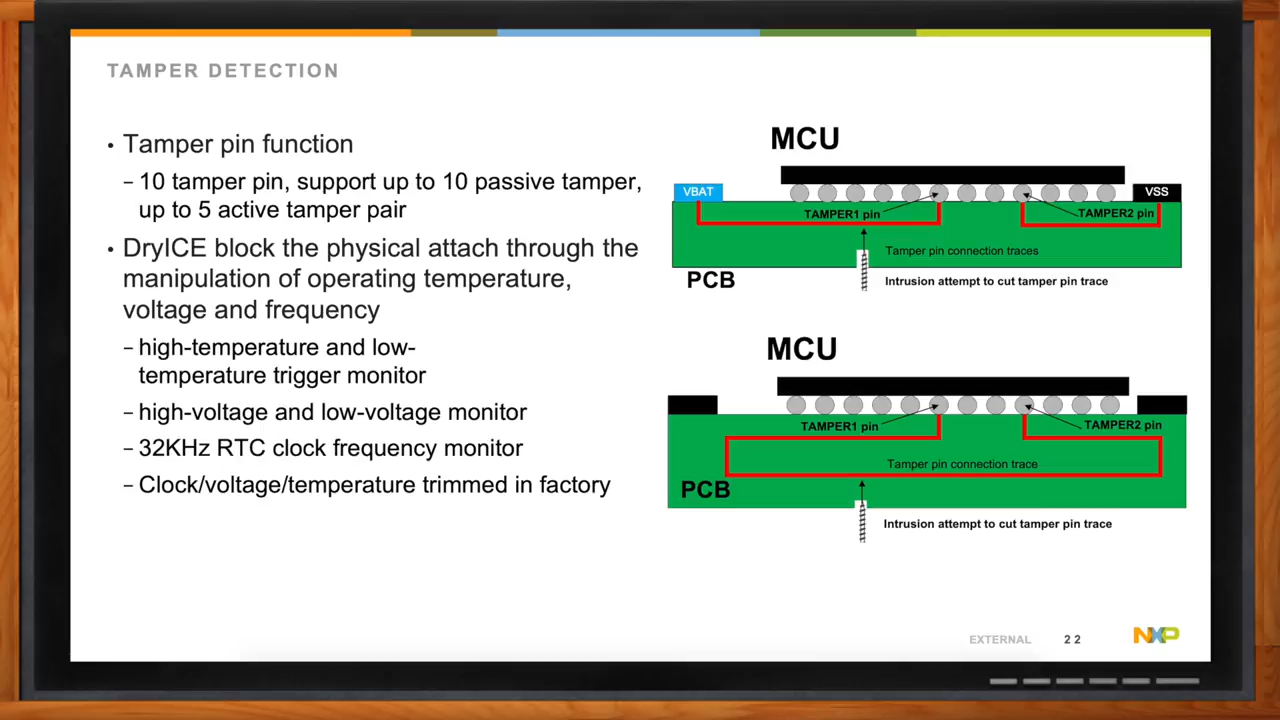 TAMPER DETECTION
• Tamper pin function
– 10 tamper pin, support up to 10 passive tamper,
up to 5 active tamper pair
• DryICE block the physical attach through the
manipulation of operating temperature,
voltage and frequency
– high-temperature and low-
temperature trigger monitor
– high-voltage and low-voltage monitor
– 32KHz RTC clock frequency monitor
– Clock/voltage/temperature trimmed in factory
MCU
VBAT
VSS
TAMPER1 pin
TAMPER2 pin
Tamper pin connection traces
PCB
Intrusion attempt to cut tamper pin trace
MCU
TAMPER1 pin
TAMPER2 pin
Tamper pin connection trace
PCB
Intrusion attempt to cut tamper pin trace
EXTERNAL 22
NXP